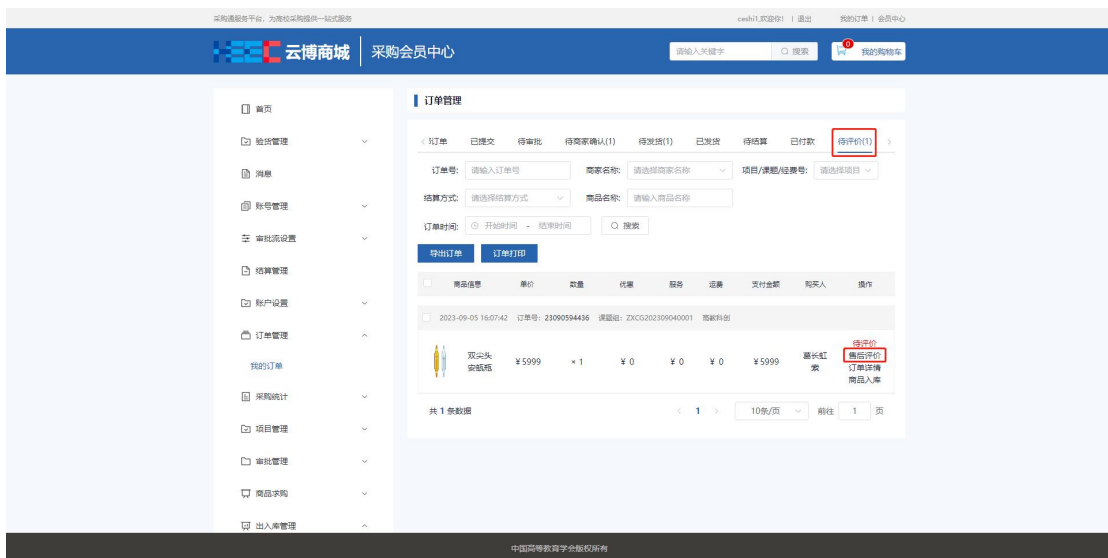 采购通服务平台, 为高校采购提供一站式服务 ceshi1,欢迎你! | 退出 我的订单 | 会员中心
HEEC 云博商城 采购会员中心 请输入关键字 搜索 0 我的购物车
首页
验货管理
消息
账号管理
审批流设置
结算管理
账户设置
订单管理
我的订单
采购统计
项目管理
审批管理
商品求购
出入库管理
订单管理
订单 已提交 待审批 待商家确认(1) 待发货(1) 已发货 待结算 已付款 待评价(1)
订单号: 请输入订单号 商家名称: 请选择商家名称 项目/课题/经费号: 请选择项目
结算方式: 请选择结算方式 商品名称: 请输入商品名称
订单时间: 开始时间 - 结束时间 搜索
导出订单 订单打印
商品信息 单价 数量 优惠 服务 运费 支付金额 购买人 操作
2023-09-05 16:07:42 订单号: 23090594436 课题组: ZXCG202309040001 高教科创
双尖头安瓿瓶 ¥5999 × 1 ¥ 0 ¥ 0 ¥ 0 ¥5999 葛长虹 待评价
售后评价
订单详情
商品入库
共 1 条数据 1 10条/页 前往 1 页
中国高等教育学会版权所有